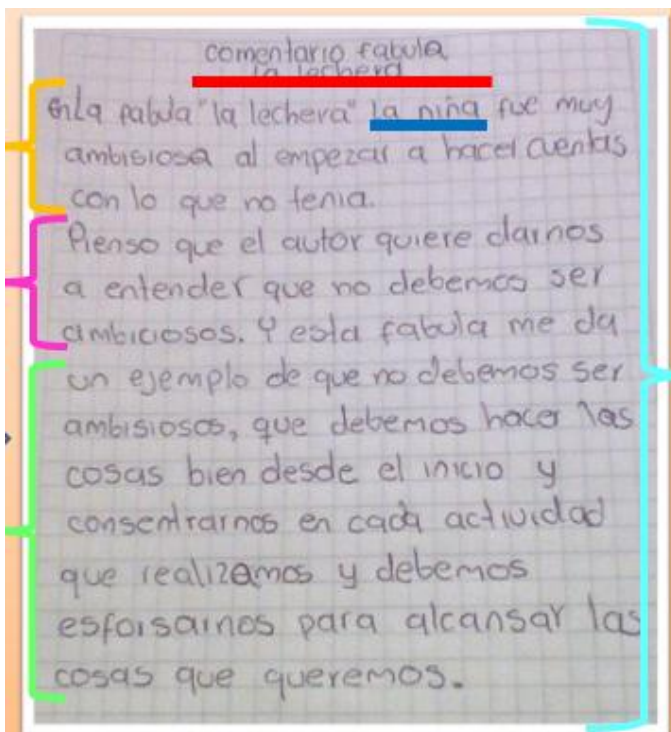 comentario fabula
la lechera
En la fabula "la lechera" la niña fue muy
ambisiosa al empezar a hacer cuentas
con lo que no tenia.
Pienso que el autor quiere darnos
a entender que no debemos ser
ambiciosos. Y esta fabula me da
un ejemplo de que no debemos ser
ambisiosos, que debemos hacer las
cosas bien desde el inicio y
consentrarnos en cada actividad
que realizamos y debemos
esforsarnos para alcansar las
cosas que queremos.